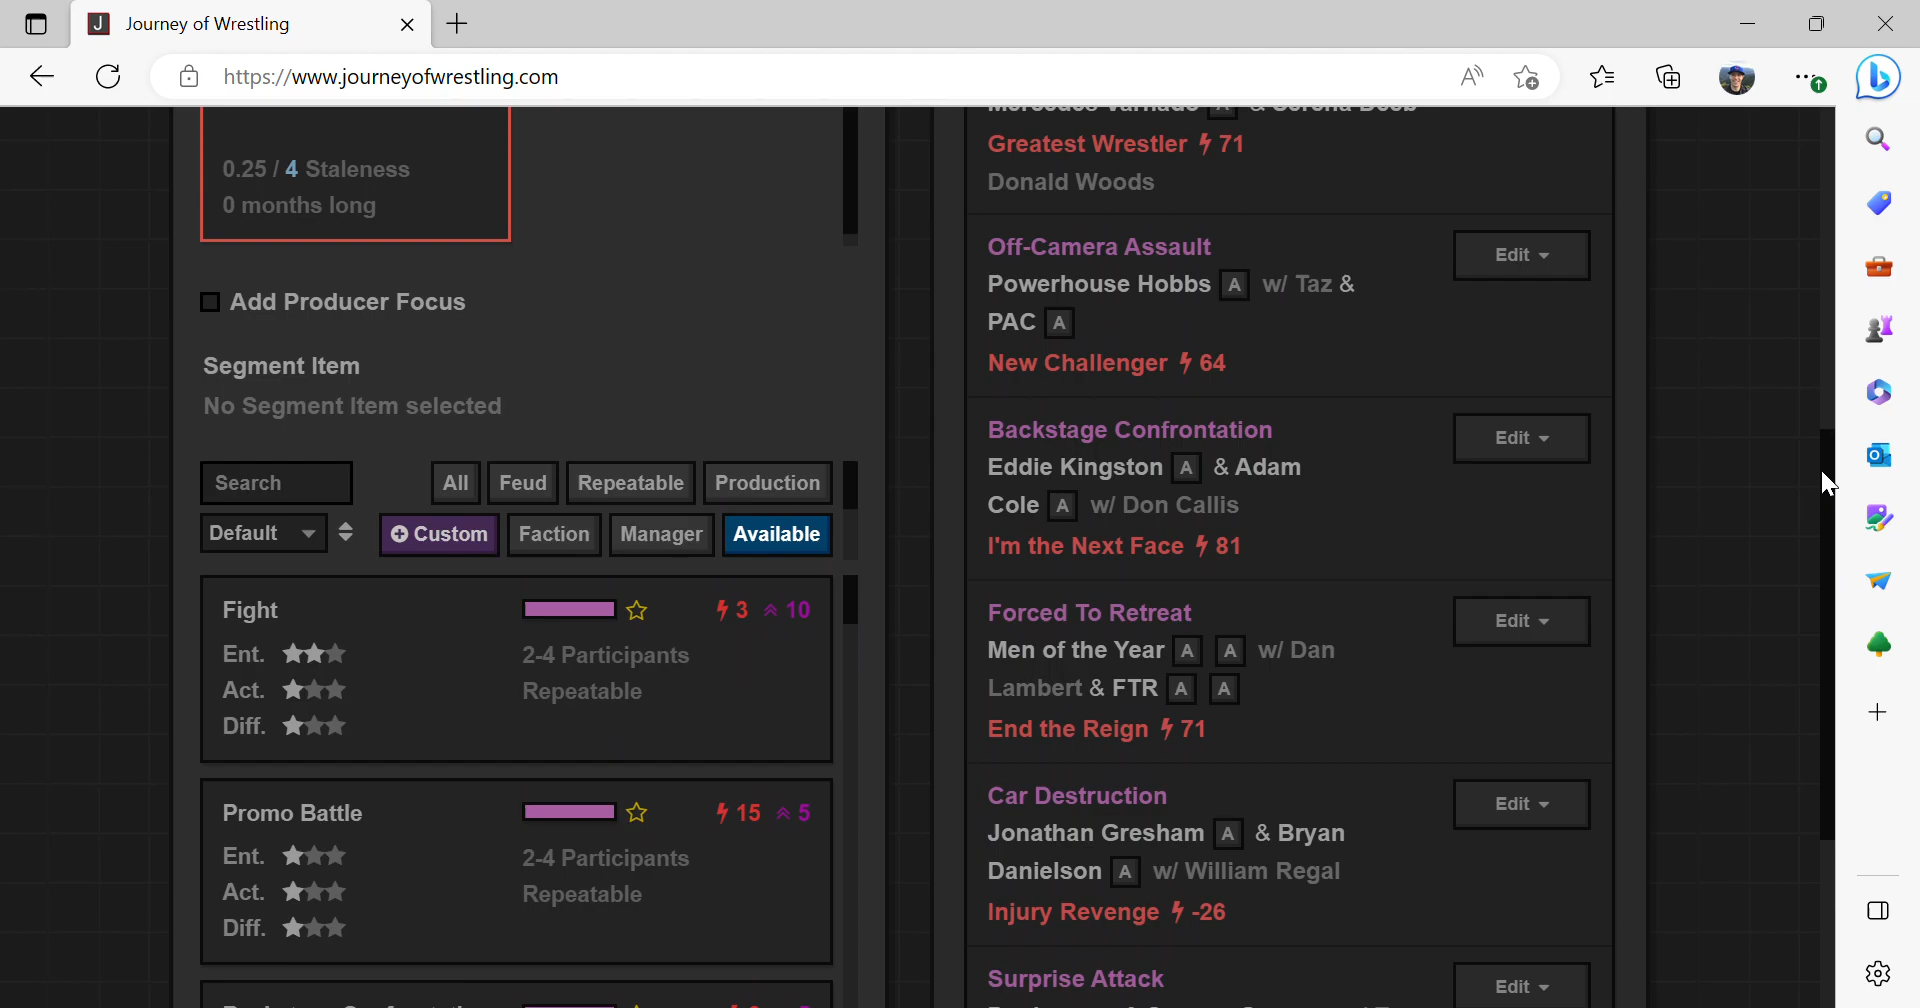 Journey of Wrestling
https://www.journeyofwrestling.com
0.25 / 4 Staleness
0 months long
Add Producer Focus
Segment Item
No Segment Item selected
Search All Feud Repeatable Production
Default Custom Faction Manager Available
Fight 3 10
Ent. 2-4 Participants
Act. Repeatable
Diff.
Promo Battle 15 5
Ent. 2-4 Participants
Act. Repeatable
Diff.
Greatest Wrestler 71
Donald Woods
Off-Camera Assault Edit
Powerhouse Hobbs A w/ Taz &
PAC A
New Challenger 64
Backstage Confrontation Edit
Eddie Kingston A & Adam
Cole A w/ Don Callis
I'm the Next Face 81
Forced To Retreat Edit
Men of the Year A A w/ Dan
Lambert & FTR A A
End the Reign 71
Car Destruction Edit
Jonathan Gresham A & Bryan
Danielson A w/ William Regal
Injury Revenge -26
Surprise Attack Edit